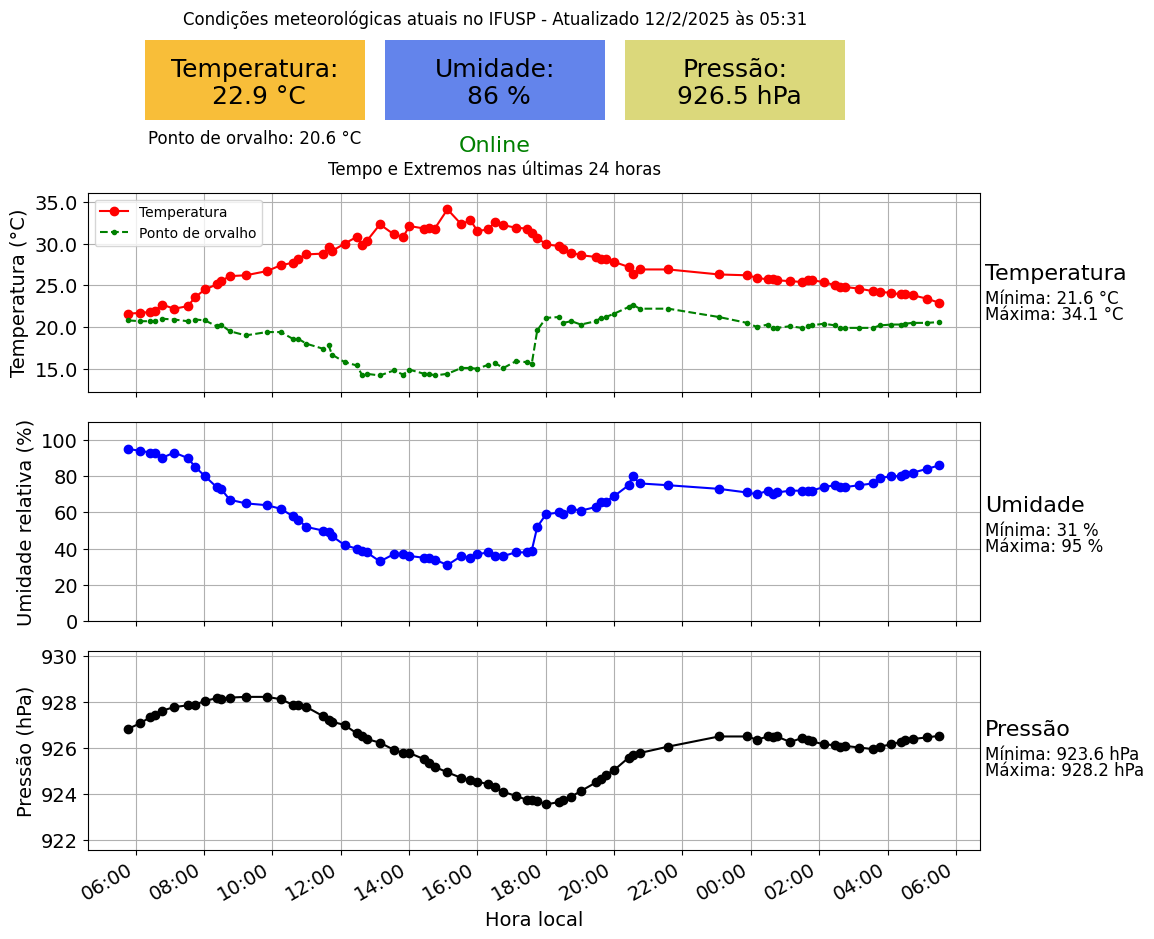 Condições meteorológicas atuais no IFUSP - Atualizado 12/2/2025 às 05:31
Temperatura:
22.9 °C
Umidade:
86 %
Pressão:
926.5 hPa
Ponto de orvalho: 20.6 °C
Online
Tempo e Extremos nas últimas 24 horas
Temperatura (°C)
35.0
30.0
25.0
20.0
15.0
Temperatura
Ponto de orvalho
Temperatura
Mínima: 21.6 °C
Máxima: 34.1 °C
Umidade relativa (%)
100
80
60
40
20
0
Umidade
Mínima: 31 %
Máxima: 95 %
Pressão (hPa)
930
928
926
924
922
Pressão
Mínima: 923.6 hPa
Máxima: 928.2 hPa
06:00
08:00
10:00
12:00
14:00
16:00
18:00
20:00
22:00
00:00
02:00
04:00
06:00
Hora local